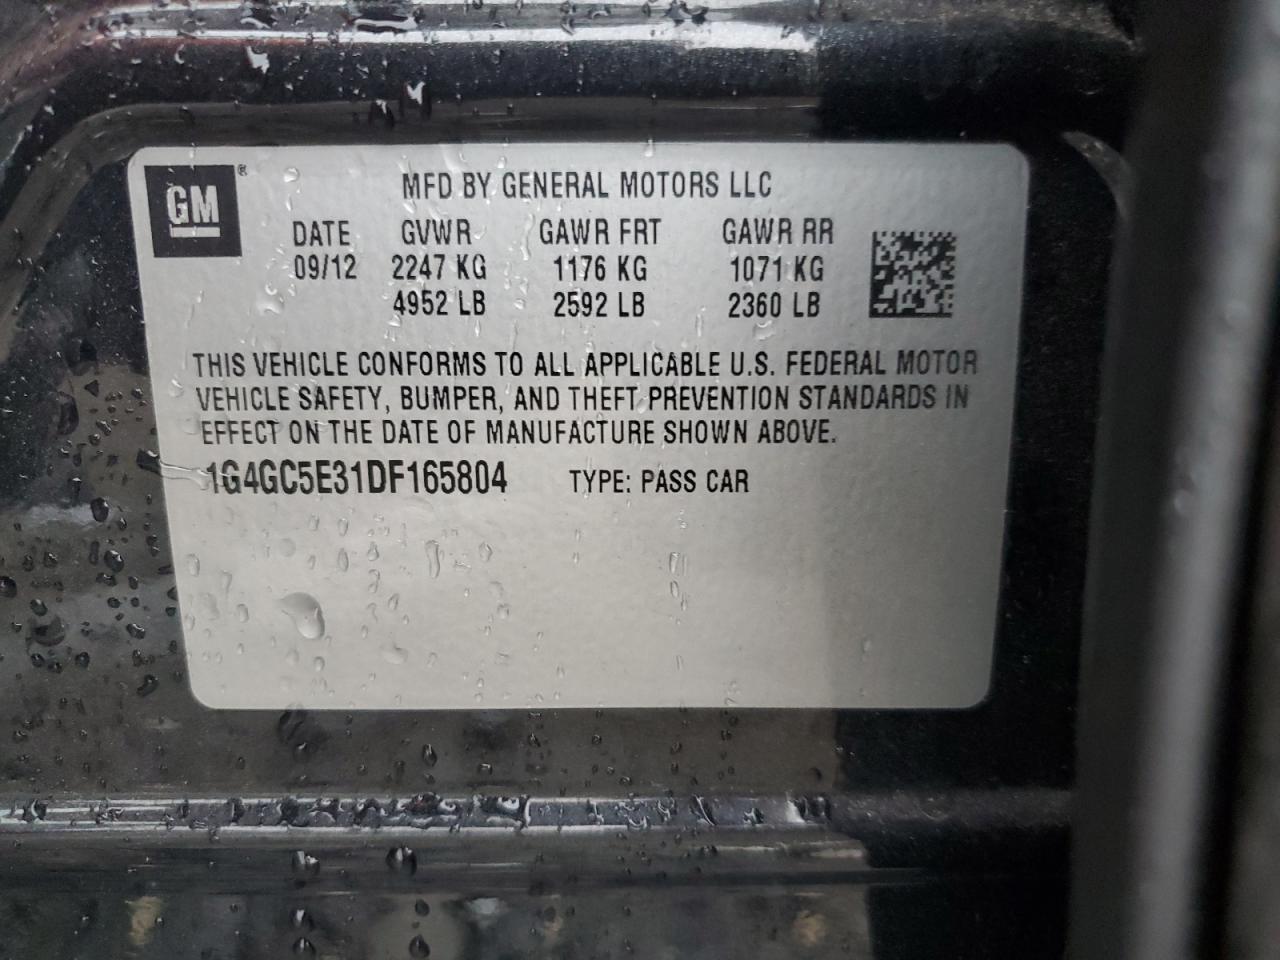 GM ®
MFD BY GENERAL MOTORS LLC
DATE GVWR GAWR FRT GAWR RR
09/12 2247 KG 1176 KG 1071 KG
4952 LB 2592 LB 2360 LB
THIS VEHICLE CONFORMS TO ALL APPLICABLE U.S. FEDERAL MOTOR
VEHICLE SAFETY, BUMPER, AND THEFT PREVENTION STANDARDS IN
EFFECT ON THE DATE OF MANUFACTURE SHOWN ABOVE.
1G4GC5E31DF165804 TYPE: PASS CAR